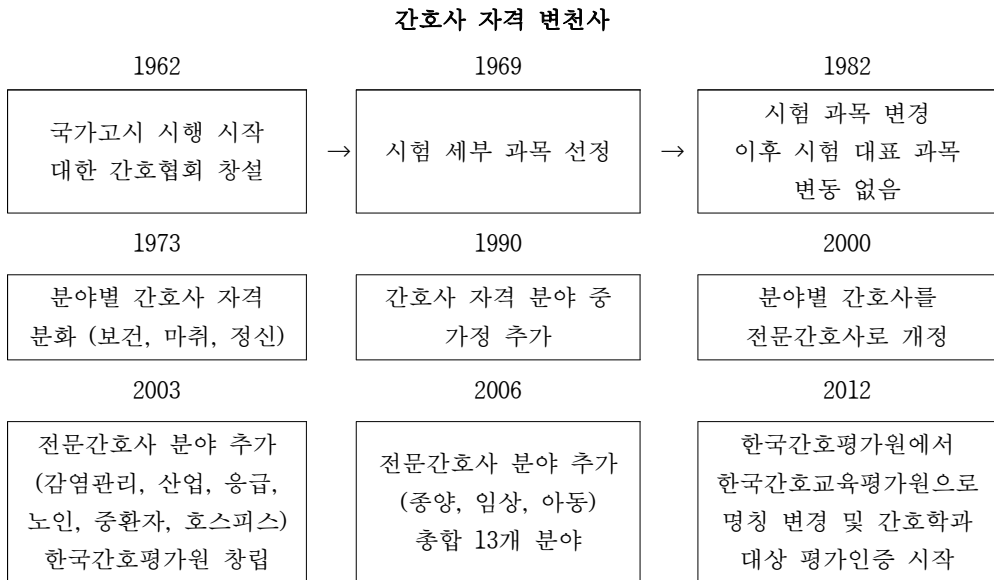 간호사 자격 변천사
1962
국가고시 시행 시작
대한 간호협회 창설
→
1969
시험 세부 과목 선정
→
1982
시험 과목 변경
이후 시험 대표 과목
변동 없음
1973
분야별 간호사 자격
분화 (보건, 마취, 정신)
1990
간호사 자격 분야 중
가정 추가
2000
분야별 간호사를
전문간호사로 개정
2003
전문간호사 분야 추가
(감염관리, 산업, 응급,
노인, 중환자, 호스피스)
한국간호평가원 창립
2006
전문간호사 분야 추가
(종양, 임상, 아동)
총합 13개 분야
2012
한국간호평가원에서
한국간호교육평가원으로
명칭 변경 및 간호학과
대상 평가인증 시작